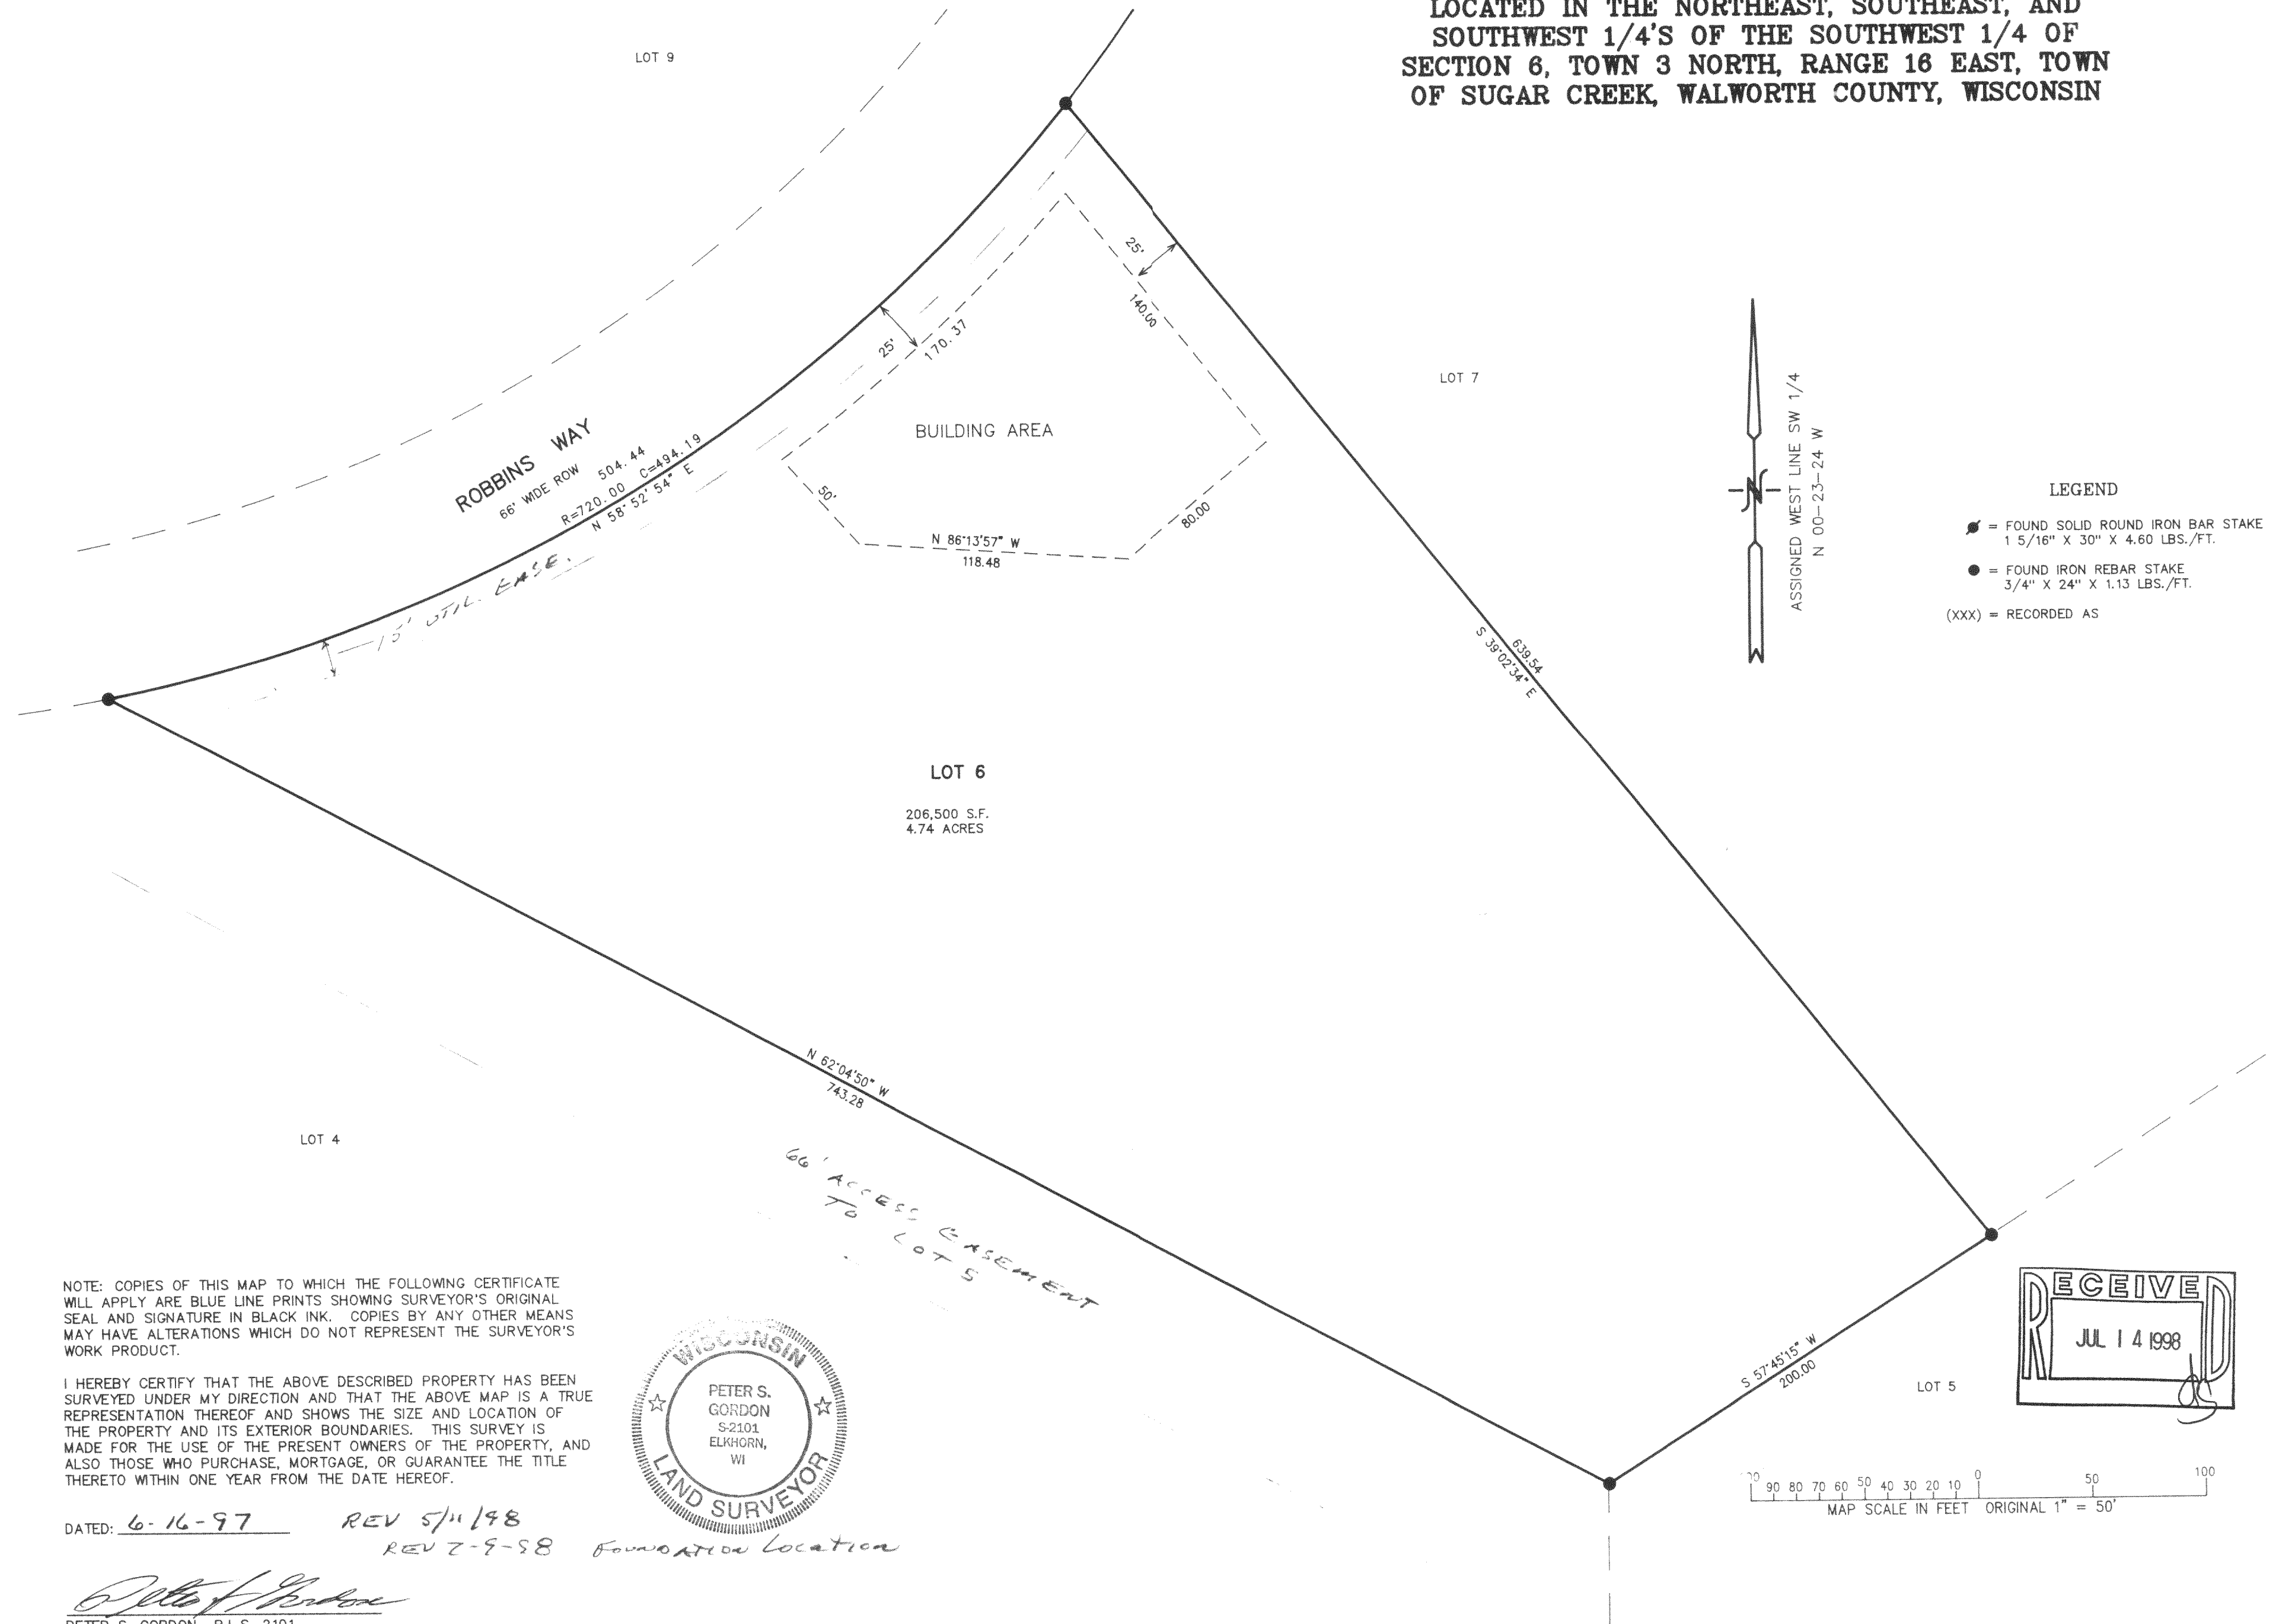 LOCATED IN THE NORTHEAST, SOUTHEAST, AND
SOUTHWEST 1/4'S OF THE SOUTHWEST 1/4 OF
SECTION 6, TOWN 3 NORTH, RANGE 16 EAST, TOWN
OF SUGAR CREEK, WALWORTH COUNTY, WISCONSIN
LOT 9
25'
140.00
25'
170.37
BUILDING AREA
LOT 7
ROBBINS WAY
66' WIDE ROW 504.44
R=720.00 C=494.19
N 58°52'54" E
50'
N 86°13'57" W
118.48
80.00
15' UTIL. EASE.
N
ASSIGNED WEST LINE SW 1/4
N 00-23-24 W
LEGEND
= FOUND SOLID ROUND IRON BAR STAKE
1 5/16" X 30" X 4.60 LBS./FT.
= FOUND IRON REBAR STAKE
3/4" X 24" X 1.13 LBS./FT.
(XXX) = RECORDED AS
639.54
S 39°02'34" E
LOT 6
206,500 S.F.
4.74 ACRES
N 62°04'50" W
743.28
LOT 4
66' ACCESS EASEMENT
TO LOT 5
S 57°45'15" W
200.00
LOT 5
RECEIVED
JUL 14 1998
NOTE: COPIES OF THIS MAP TO WHICH THE FOLLOWING CERTIFICATE
WILL APPLY ARE BLUE LINE PRINTS SHOWING SURVEYOR'S ORIGINAL
SEAL AND SIGNATURE IN BLACK INK. COPIES BY ANY OTHER MEANS
MAY HAVE ALTERATIONS WHICH DO NOT REPRESENT THE SURVEYOR'S
WORK PRODUCT.
I HEREBY CERTIFY THAT THE ABOVE DESCRIBED PROPERTY HAS BEEN
SURVEYED UNDER MY DIRECTION AND THAT THE ABOVE MAP IS A TRUE
REPRESENTATION THEREOF AND SHOWS THE SIZE AND LOCATION OF
THE PROPERTY AND ITS EXTERIOR BOUNDARIES. THIS SURVEY IS
MADE FOR THE USE OF THE PRESENT OWNERS OF THE PROPERTY, AND
ALSO THOSE WHO PURCHASE, MORTGAGE, OR GUARANTEE THE TITLE
THERETO WITHIN ONE YEAR FROM THE DATE HEREOF.
WISCONSIN
PETER S.
GORDON
S-2101
ELKHORN,
WI
LAND SURVEYOR
90 80 70 60 50 40 30 20 10 0 50 100
MAP SCALE IN FEET ORIGINAL 1" = 50'
DATED: 6-16-97 REV 5/11/98
REV 7-9-98 FOUNDATION LOCATION
PETER S. GORDON R.L.S. 2101